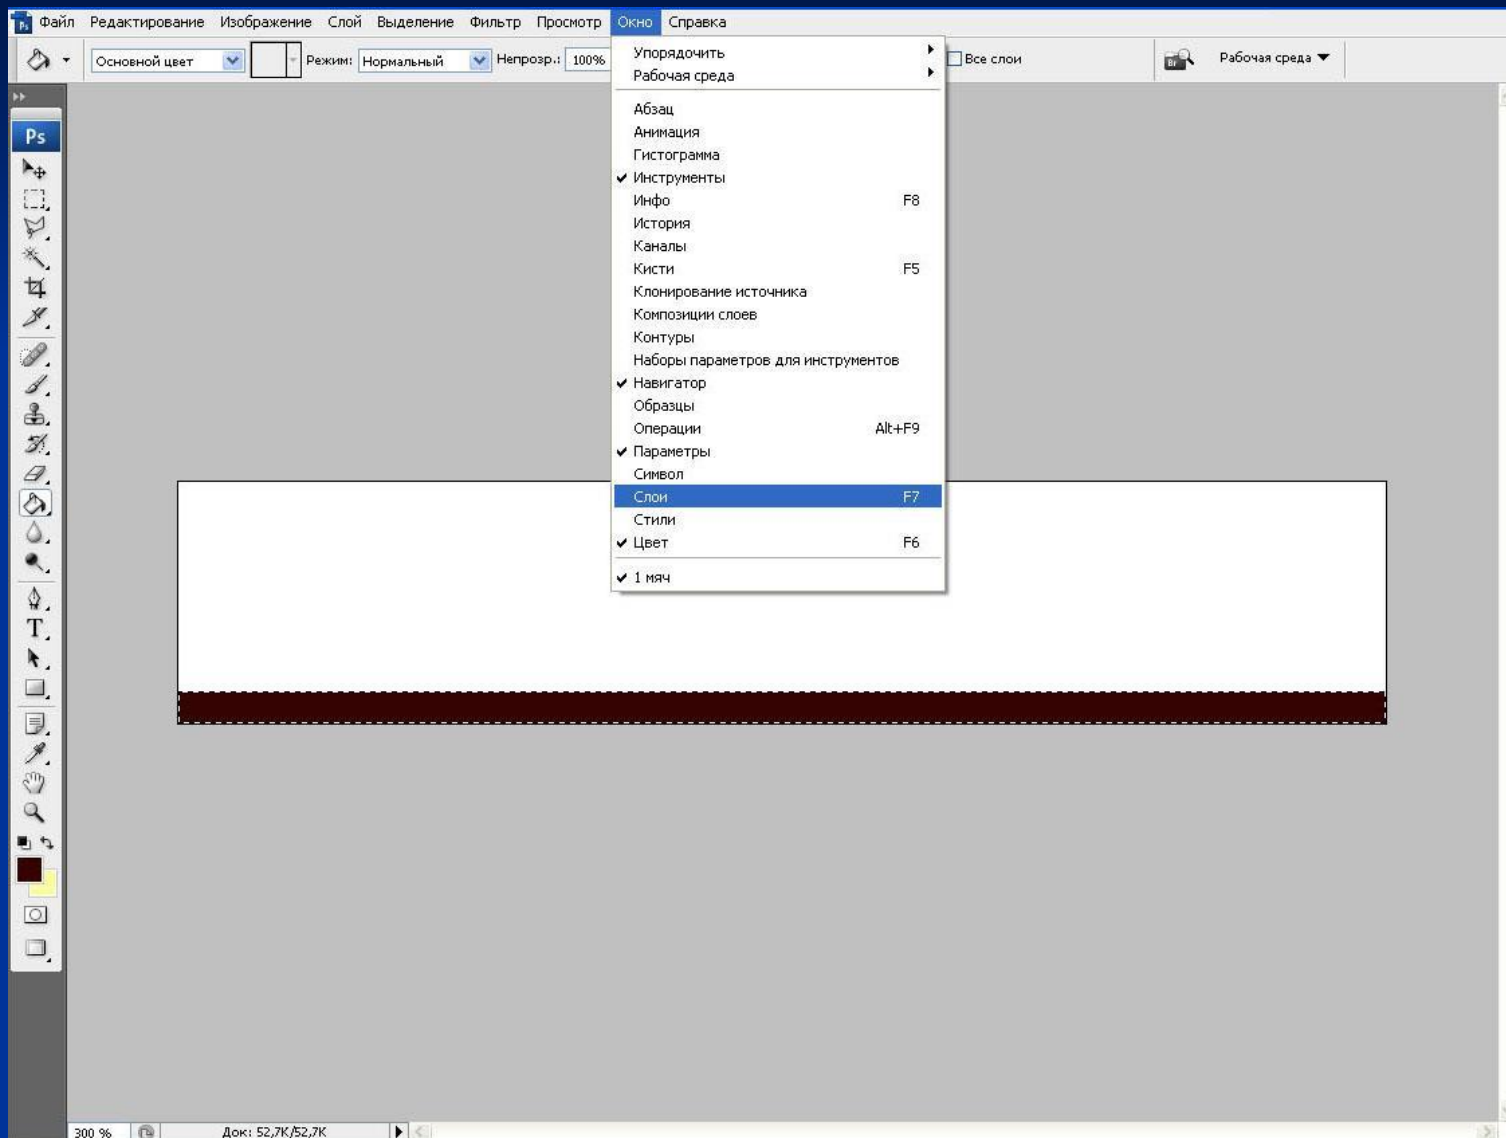 Ps Файл Редактирование Изображение Слой Выделение Фильтр Просмотр Окно Справка
Основной цвет Режим: Нормальный Непрозр.: 100% Все слои Br Рабочая среда
Упорядочить
Рабочая среда
Абзац
Анимация
Гистограмма
Ps
Инструменты
Инфо F8
История
Каналы
Кисти F5
Клонирование источника
Композиции слоев
Контуры
Наборы параметров для инструментов
Навигатор
Образцы
Операции Alt+F9
Параметры
Символ
Слои F7
Стили
Цвет F6
1 мяч
T
300 % Док: 52,7K/52,7K